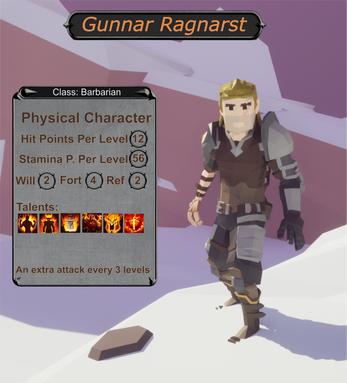 Gunnar Ragnarst
Class: Barbarian
Physical Character
Hit Points Per Level 12
Stamina P. Per Level 56
Will 2 Fort 4 Ref 2
Talents:
An extra attack every 3 levels